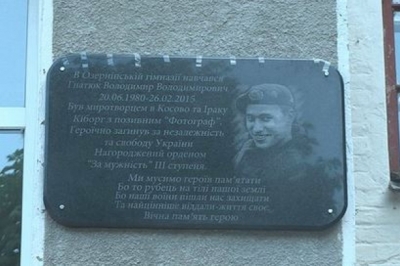 В Озернійській гімназії навчався
Гнатюк Володимир Володимирович
20.06.1980-26.02.2015
Був миротворцем в Косово та Іраку
Кіборг з позивним "Фотограф".
Героїчно загинув за незалежність
та свободу України
Нагороджений орденом
"За мужність" ІІІ ступеня.
Ми мусимо героїв пам'ятати
Бо то рубець на тілі нашої землі
Бо наші воїни пішли нас захищати
Та найцінніше віддали-життя своє.
Вічна пам'ять герою